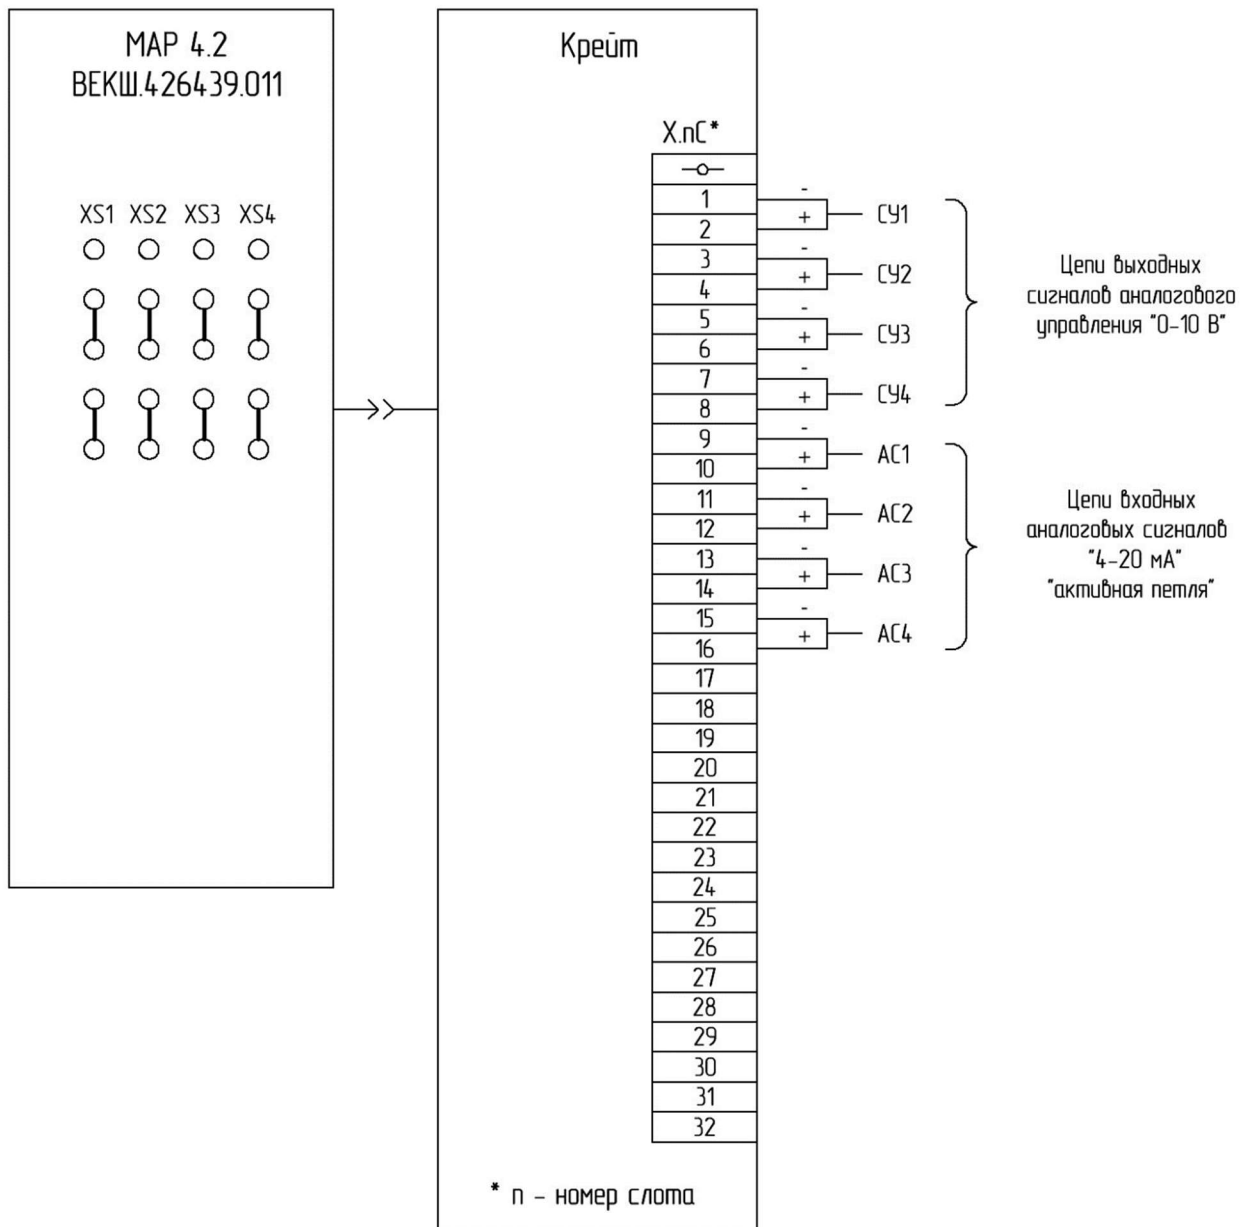 МАР 4.2
ВЕКШ.426439.011
XS1 XS2 XS3 XS4
Крейт
X.nC*
1
2
3
4
5
6
7
8
9
10
11
12
13
14
15
16
17
18
19
20
21
22
23
24
25
26
27
28
29
30
31
32
-
+ СУ1
-
+ СУ2
-
+ СУ3
-
+ СУ4
-
+ АС1
-
+ АС2
-
+ АС3
-
+ АС4
Цепи выходных
сигналов аналогового
управления "0-10 В"
Цепи входных
аналоговых сигналов
"4-20 мА"
"активная петля"
* n - номер слота